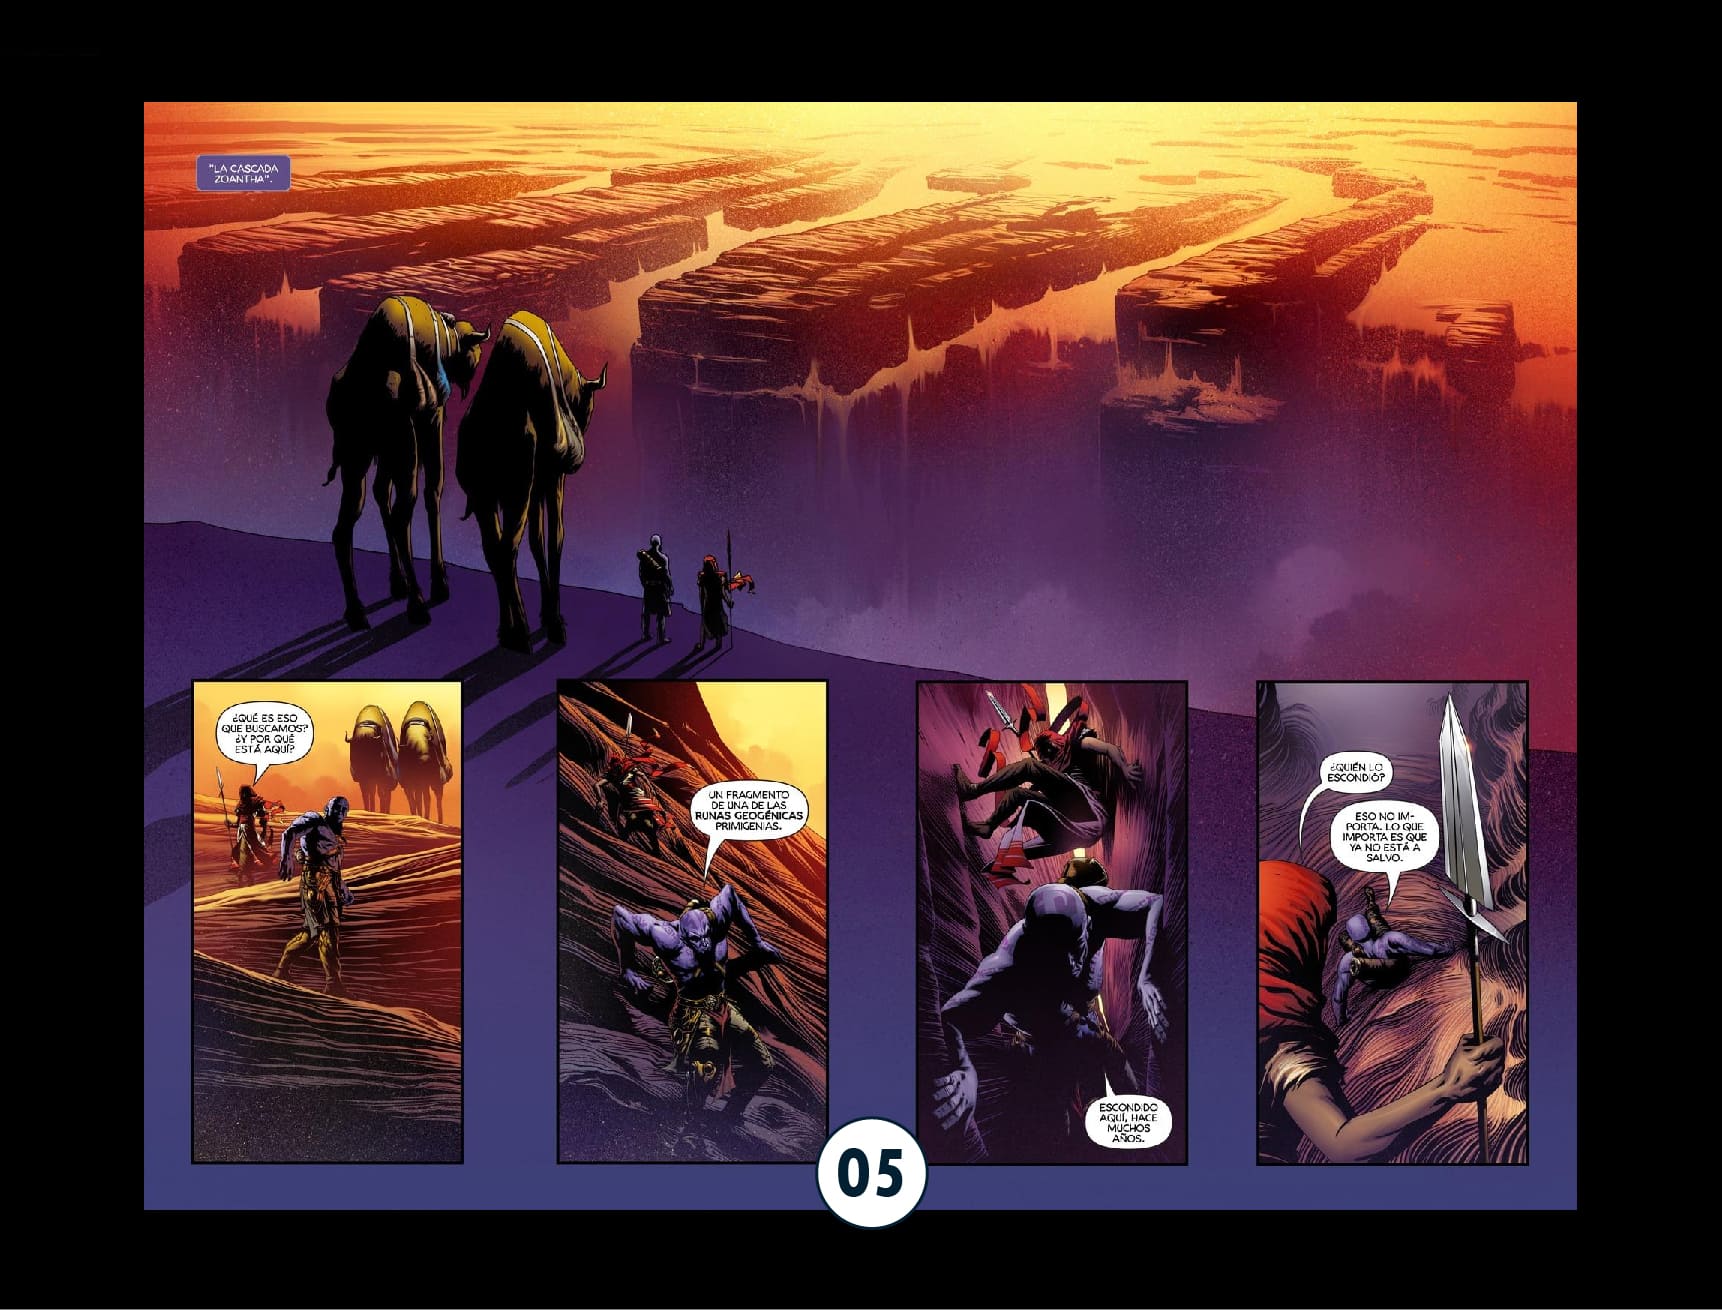 "LA CASCADA
ZOANTHA".
¿QUÉ ES ESO
QUE BUSCAMOS?
¿Y POR QUÉ
ESTÁ AQUÍ?
UN FRAGMENTO
DE UNA DE LAS
RUNAS GEOGÉNICAS
PRIMIGENIAS.
ESCONDIDO
AQUÍ, HACE
MUCHOS
AÑOS.
¿QUIÉN LO
ESCONDIÓ?
ESO NO IM-
PORTA. LO QUE
IMPORTA ES QUE
YA NO ESTÁ A
SALVO.
05